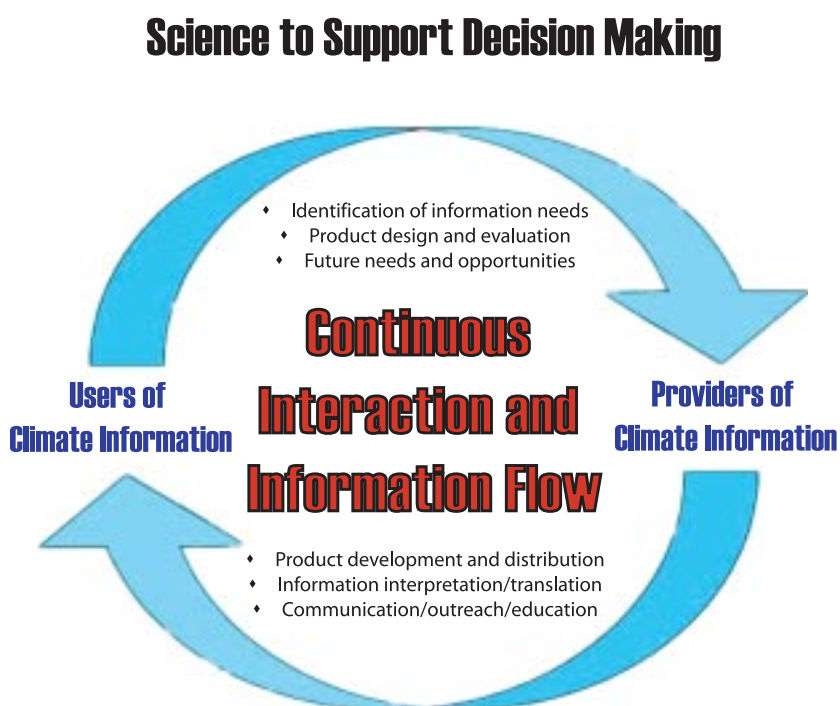 Science to Support Decision Making
♦ Identification of information needs
♦ Product design and evaluation
♦ Future needs and opportunities
Continuous
Interaction and
Information Flow
Users of
Climate Information
Providers of
Climate Information
♦ Product development and distribution
♦ Information interpretation/translation
♦ Communication/outreach/education